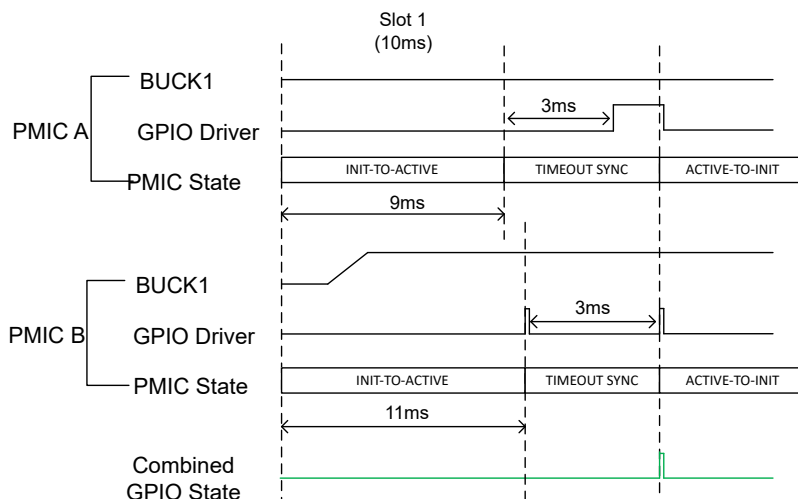 Slot 1
(10ms)
BUCK1
3ms
PMIC A
GPIO Driver
PMIC State
INIT-TO-ACTIVE
TIMEOUT SYNC
ACTIVE-TO-INIT
9ms
BUCK1
3ms
PMIC B
GPIO Driver
PMIC State
INIT-TO-ACTIVE
TIMEOUT SYNC
ACTIVE-TO-INIT
11ms
Combined
GPIO State